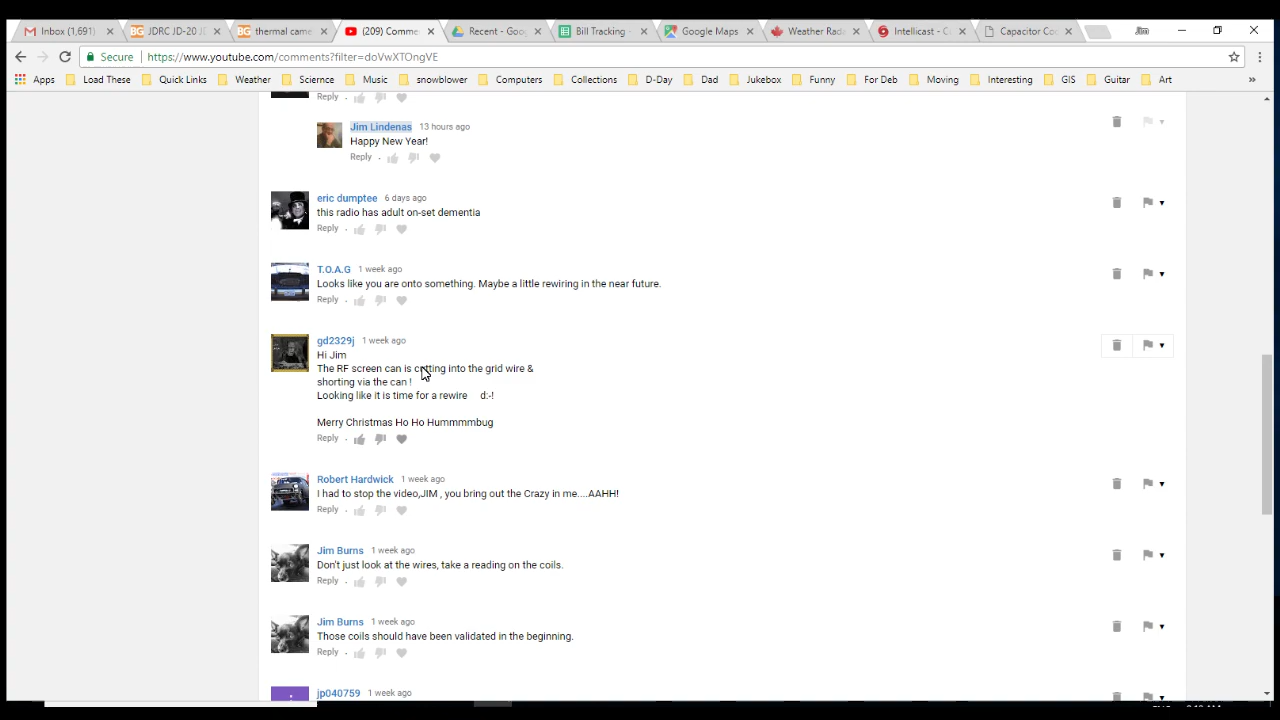 Inbox (1,691)
JDRC JD-20 J
thermal came
(209) Comme
Recent - Goo
Bill Tracking -
Google Maps
Weather Rad
Intellicast - C
Capacitor Co
Jim
Secure
https://www.youtube.com/comments?filter=doVwXTOngVE
Apps Load These Quick Links Weather Science Music snowblower Computers Collections D-Day Dad Jukebox Funny For Deb Moving Interesting GIS Guitar Art »
Reply
Jim Lindenas 13 hours ago
Happy New Year!
Reply
eric dumptee 6 days ago
this radio has adult on-set dementia
Reply
T.O.A.G 1 week ago
Looks like you are onto something. Maybe a little rewiring in the near future.
Reply
gd2329j 1 week ago
Hi Jim
The RF screen can is cutting into the grid wire &
shorting via the can !
Looking like it is time for a rewire d:-!
Merry Christmas Ho Ho Hummmmbug
Reply
Robert Hardwick 1 week ago
I had to stop the video,JIM , you bring out the Crazy in me....AAHH!
Reply
Jim Burns 1 week ago
Don't just look at the wires, take a reading on the coils.
Reply
Jim Burns 1 week ago
Those coils should have been validated in the beginning.
Reply
jp040759 1 week ago